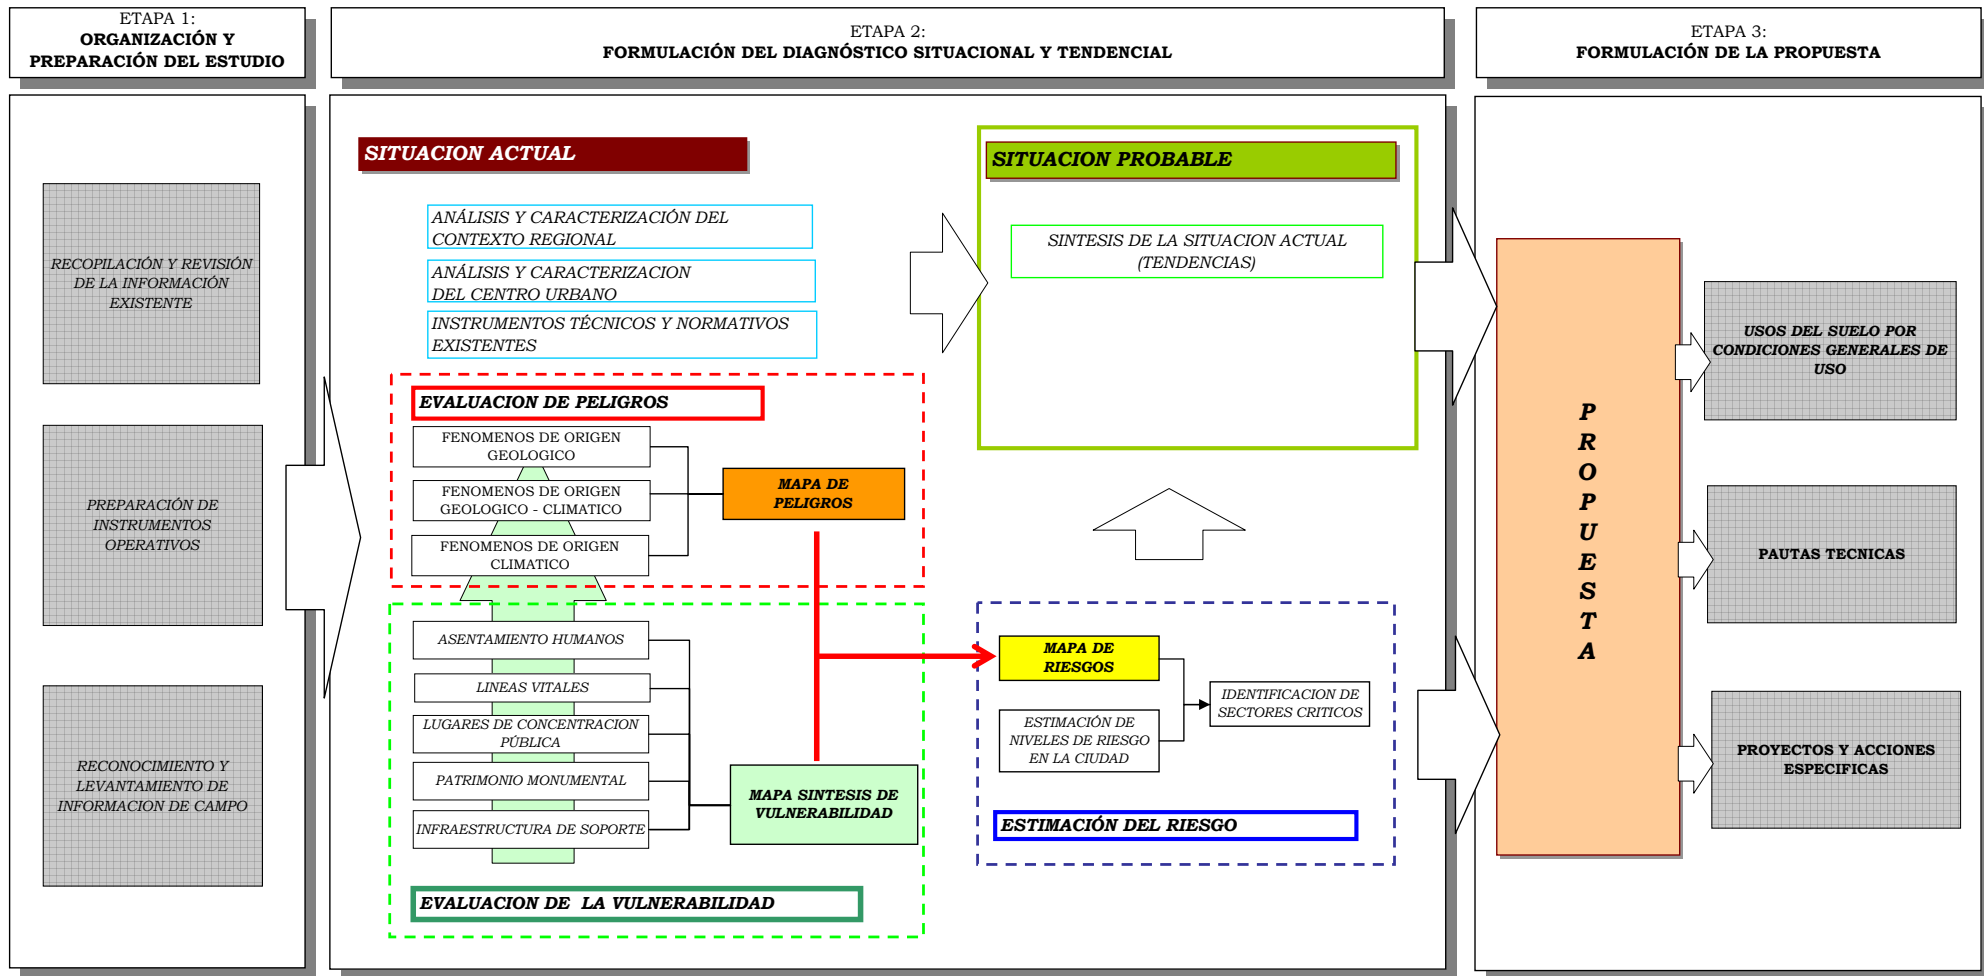 ETAPA 1:
ORGANIZACIÓN Y
PREPARACIÓN DEL ESTUDIO
RECOPILACIÓN Y REVISIÓN
DE LA INFORMACIÓN
EXISTENTE
PREPARACIÓN DE
INSTRUMENTOS
OPERATIVOS
RECONOCIMIENTO Y
LEVANTAMIENTO DE
INFORMACION DE CAMPO
ETAPA 2:
FORMULACIÓN DEL DIAGNÓSTICO SITUACIONAL Y TENDENCIAL
SITUACION ACTUAL
ANÁLISIS Y CARACTERIZACIÓN DEL
CONTEXTO REGIONAL
ANÁLISIS Y CARACTERIZACION
DEL CENTRO URBANO
INSTRUMENTOS TÉCNICOS Y NORMATIVOS
EXISTENTES
EVALUACION DE PELIGROS
FENOMENOS DE ORIGEN
GEOLOGICO
FENOMENOS DE ORIGEN
GEOLOGICO - CLIMATICO
FENOMENOS DE ORIGEN
CLIMATICO
MAPA DE
PELIGROS
ASENTAMIENTO HUMANOS
LINEAS VITALES
LUGARES DE CONCENTRACION
PÚBLICA
PATRIMONIO MONUMENTAL
INFRAESTRUCTURA DE SOPORTE
MAPA SINTESIS DE
VULNERABILIDAD
EVALUACION DE LA VULNERABILIDAD
SITUACION PROBABLE
SINTESIS DE LA SITUACION ACTUAL
(TENDENCIAS)
MAPA DE
RIESGOS
ESTIMACIÓN DE
NIVELES DE RIESGO
EN LA CIUDAD
IDENTIFICACION DE
SECTORES CRITICOS
ESTIMACIÓN DEL RIESGO
ETAPA 3:
FORMULACIÓN DE LA PROPUESTA
P
R
O
P
U
E
S
T
A
USOS DEL SUELO POR
CONDICIONES GENERALES DE
USO
PAUTAS TECNICAS
PROYECTOS Y ACCIONES
ESPECIFICAS